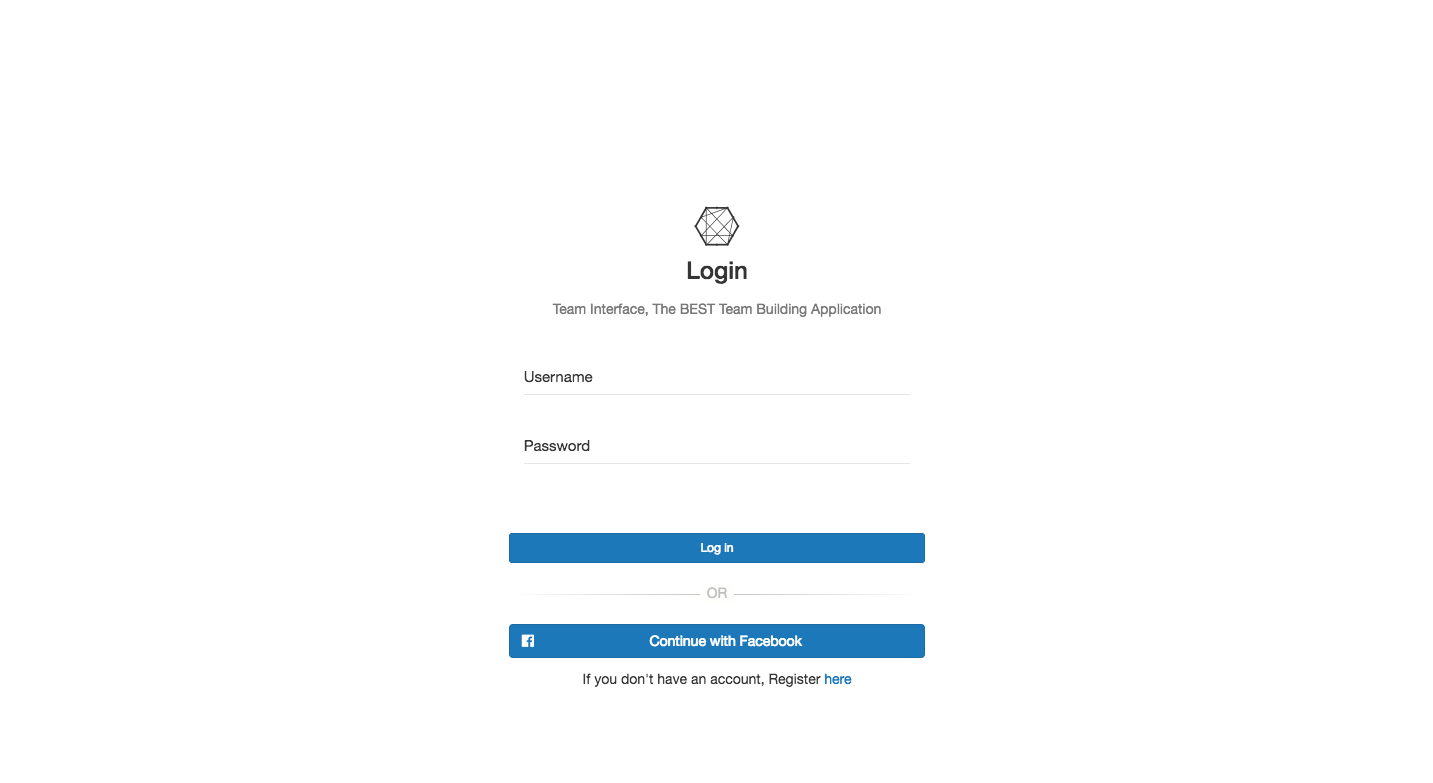 Login
Team Interface, The BEST Team Building Application
Username
Password
Log in
OR
Continue with Facebook
If you don't have an account, Register here